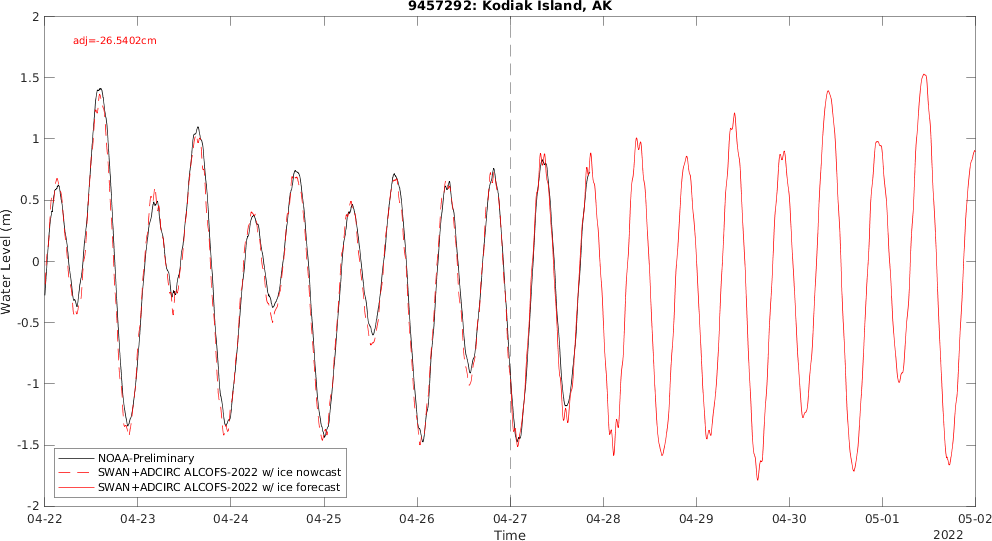 9457292: Kodiak Island, AK
adj=-26.5402cm
2
1.5
1
0.5
0
-0.5
-1
-1.5
-2
Water Level (m)
NOAA-Preliminary
SWAN+ADCIRC ALCOFS-2022 w/ ice nowcast
SWAN+ADCIRC ALCOFS-2022 w/ ice forecast
04-22 04-23 04-24 04-25 04-26 04-27 04-28 04-29 04-30 05-01 05-02
Time
2022